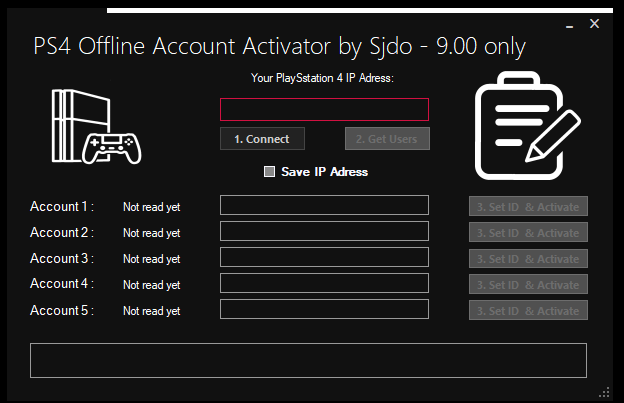 PS4 Offline Account Activator by Sjdo - 9.00 only
Your PlayStation 4 IP Adress:
1. Connect 2. Get Users
Save IP Adress
Account 1 : Not read yet 3. Set ID & Activate
Account 2 : Not read yet 3. Set ID & Activate
Account 3 : Not read yet 3. Set ID & Activate
Account 4 : Not read yet 3. Set ID & Activate
Account 5 : Not read yet 3. Set ID & Activate